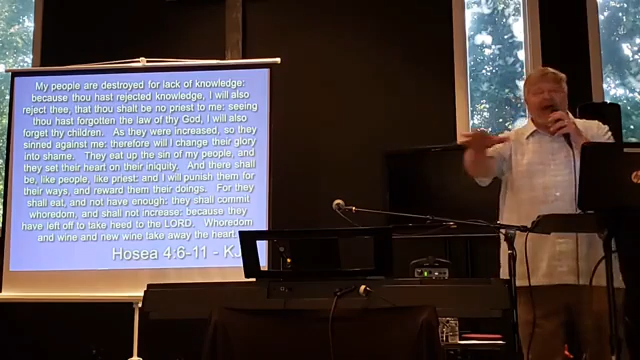 My people are destroyed for lack of knowledge:
because thou hast rejected knowledge, I will also
reject thee, that thou shalt be no priest to me: seeing
thou hast forgotten the law of thy God, I will also
forget thy children. As they were increased, so they
sinned against me: therefore will I change their glory
into shame. They eat up the sin of my people, and
they set their heart on their iniquity. And there shall
be, like people, like priest: and I will punish them for
their ways, and reward them their doings. For they
shall eat, and not have enough: they shall commit
whoredom, and shall not increase: because they
have left off to take heed to the LORD. Whoredom
and wine and new wine take away the heart.
Hosea 4:6-11 - KJ